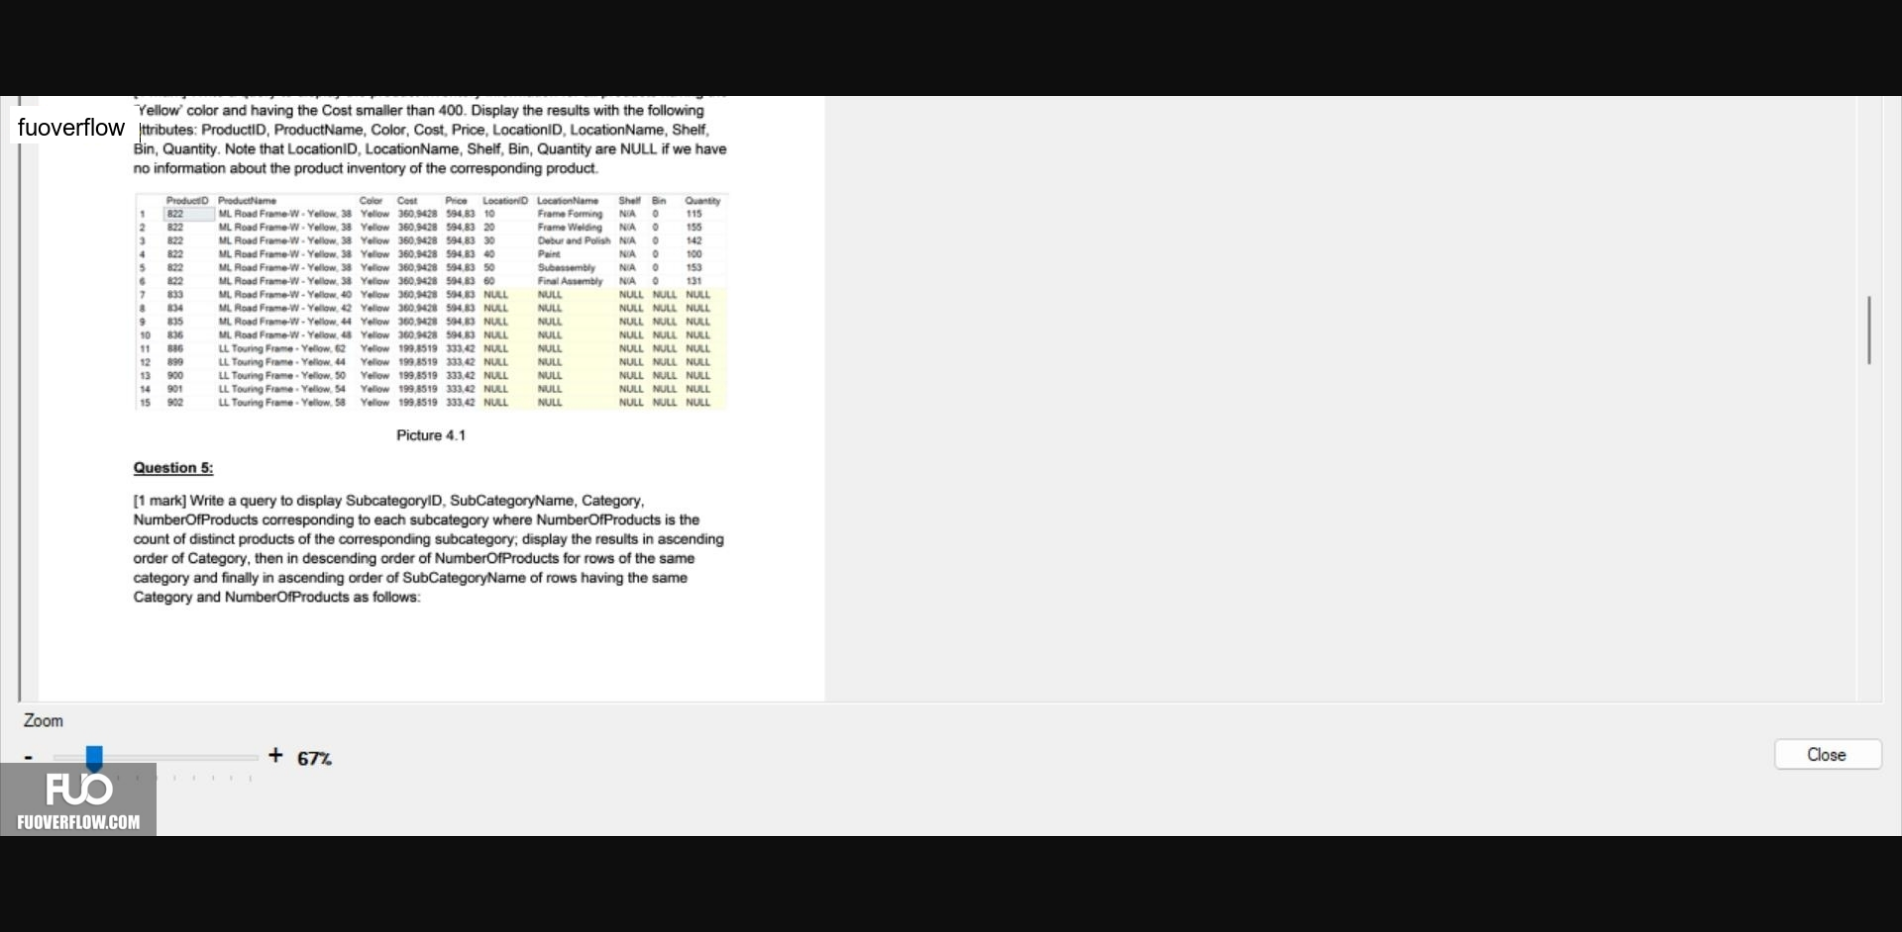 fuoverflow
'Yellow' color and having the Cost smaller than 400. Display the results with the following
ttributes: ProductID, ProductName, Color, Cost, Price, LocationID, LocationName, Shelf,
Bin, Quantity. Note that LocationID, LocationName, Shelf, Bin, Quantity are NULL if we have
no information about the product inventory of the corresponding product.
ProductID ProductName Color Cost Price LocationID LocationName Shelf Bin Quantity
1 822 ML Road Frame-W - Yellow, 38 Yellow 360,9428 594,83 10 Frame Forming N/A 0 115
2 822 ML Road Frame-W - Yellow, 38 Yellow 360,9428 594,83 20 Frame Welding N/A 0 155
3 822 ML Road Frame-W - Yellow, 38 Yellow 360,9428 594,83 30 Debur and Polish N/A 0 142
4 822 ML Road Frame-W - Yellow, 38 Yellow 360,9428 594,83 40 Paint N/A 0 100
5 822 ML Road Frame-W - Yellow, 38 Yellow 360,9428 594,83 50 Subassembly N/A 0 153
6 822 ML Road Frame-W - Yellow, 38 Yellow 360,9428 594,83 60 Final Assembly N/A 0 131
7 833 ML Road Frame-W - Yellow, 40 Yellow 360,9428 594,83 NULL NULL NULL NULL NULL
8 834 ML Road Frame-W - Yellow, 42 Yellow 360,9428 594,83 NULL NULL NULL NULL NULL
9 835 ML Road Frame-W - Yellow, 44 Yellow 360,9428 594,83 NULL NULL NULL NULL NULL
10 836 ML Road Frame-W - Yellow, 48 Yellow 360,9428 594,83 NULL NULL NULL NULL NULL
11 886 LL Touring Frame - Yellow, 62 Yellow 199,8519 333,42 NULL NULL NULL NULL NULL
12 899 LL Touring Frame - Yellow, 44 Yellow 199,8519 333,42 NULL NULL NULL NULL NULL
13 900 LL Touring Frame - Yellow, 50 Yellow 199,8519 333,42 NULL NULL NULL NULL NULL
14 901 LL Touring Frame - Yellow, 54 Yellow 199,8519 333,42 NULL NULL NULL NULL NULL
15 902 LL Touring Frame - Yellow, 58 Yellow 199,8519 333,42 NULL NULL NULL NULL NULL
Picture 4.1
Question 5:
[1 mark] Write a query to display SubcategoryID, SubCategoryName, Category,
NumberOfProducts corresponding to each subcategory where NumberOfProducts is the
count of distinct products of the corresponding subcategory; display the results in ascending
order of Category, then in descending order of NumberOfProducts for rows of the same
category and finally in ascending order of SubCategoryName of rows having the same
Category and NumberOfProducts as follows:
Zoom
- + 67%
Close
FUO
FUOVERFLOW.COM